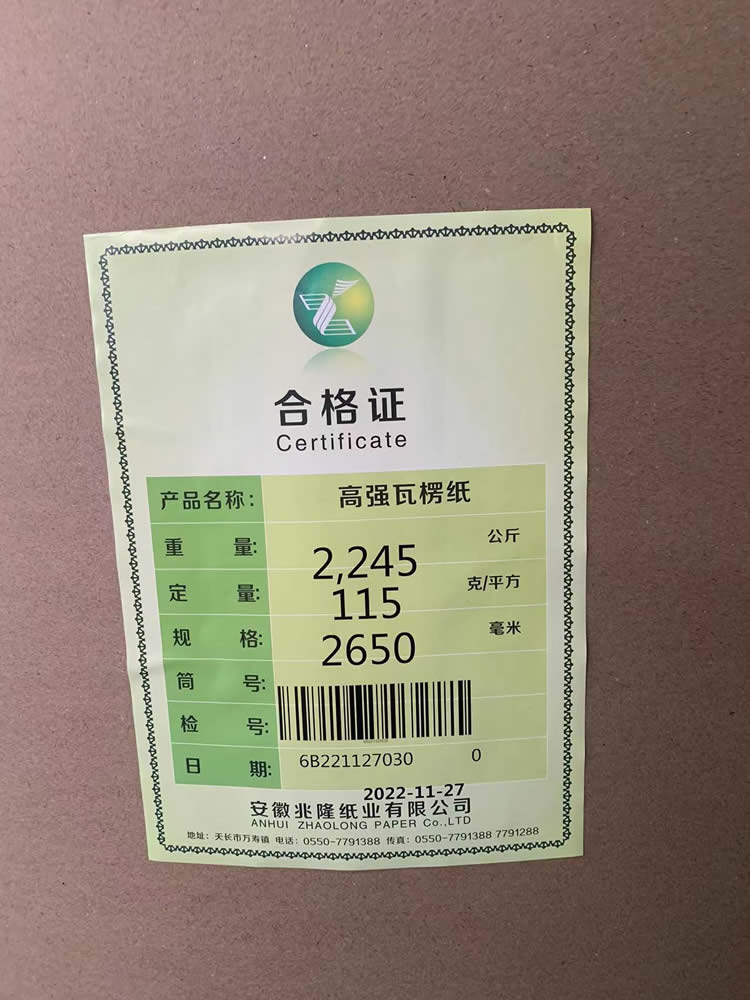 合格证
Certificate
产品名称: 高强瓦楞纸
重 量: 2,245 公斤
定 量: 115 克/平方
规 格: 2650 毫米
筒 号:
检 号:
日 期: 6B221127030 0
2022-11-27
安徽兆隆纸业有限公司
ANHUI ZHAOLONG PAPER Co.,LTD
地址: 天长市万寿镇 电话: 0550-7791388 传真: 0550-7791388 7791288